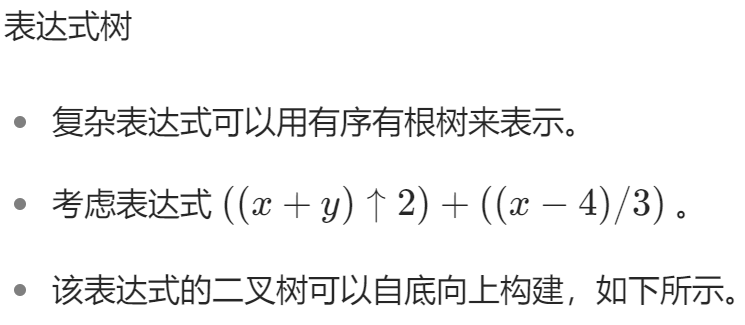 表达式树
• 复杂表达式可以用有序有根树来表示。
• 考虑表达式 ((x + y) ↑ 2) + ((x − 4)/3) 。
• 该表达式的二叉树可以自底向上构建，如下所示。